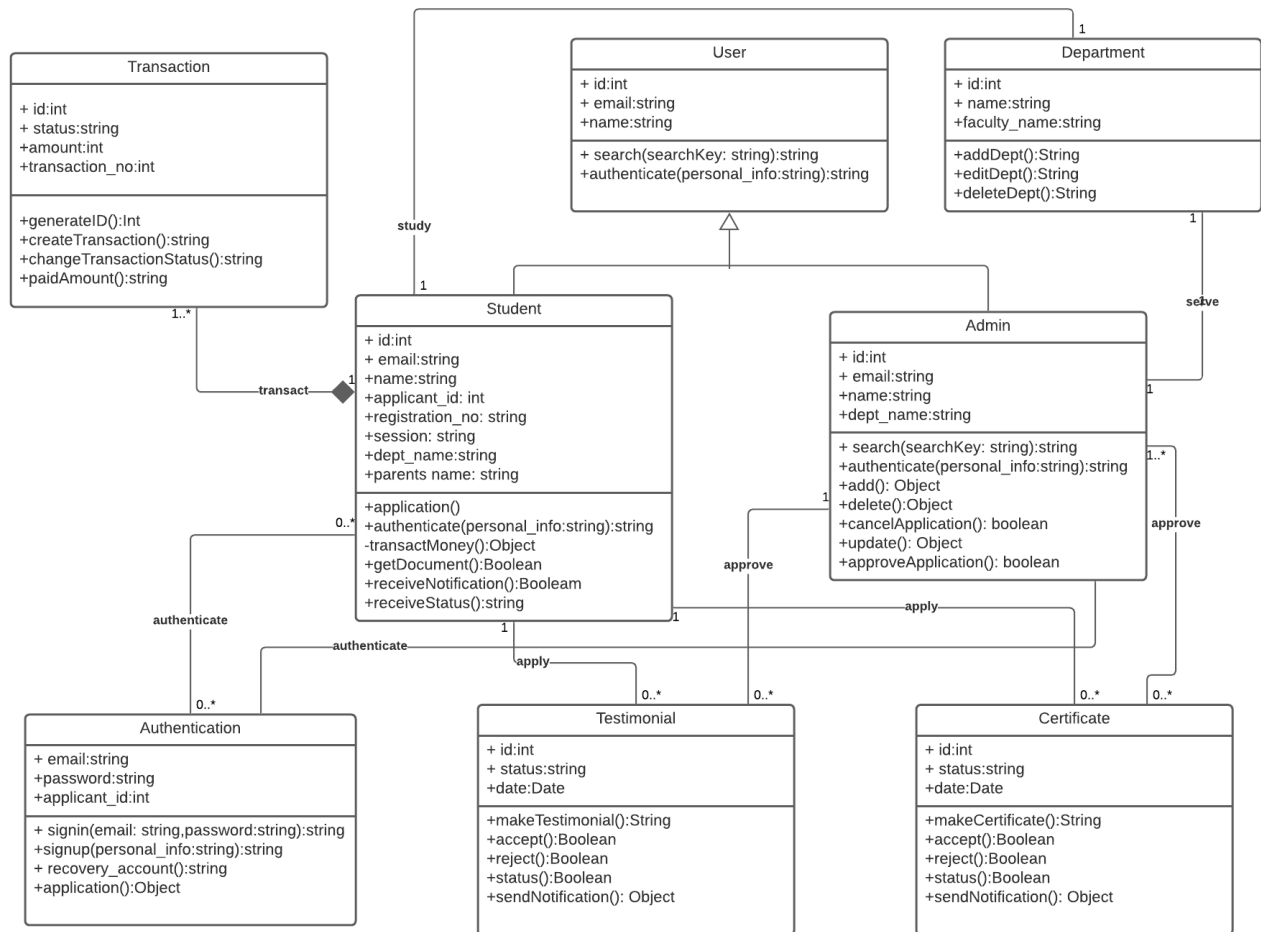 Transaction
+ id:int
+ status:string
+amount:int
+transaction_no:int
+generateID():Int
+createTransaction():string
+changeTransactionStatus():string
+paidAmount():string
1..*
transact
1
User
+ id:int
+ email:string
+name:string
+ search(searchKey: string):string
+authenticate(personal_info:string):string
1
Department
+ id:int
+ name:string
+faculty_name:string
+addDept():String
+editDept():String
+deleteDept():String
1
study
1
serve
1
1
Student
+ id:int
+ email:string
+name:string
+applicant_id: int
+registration_no: string
+session: string
+dept_name:string
+parents name: string
+application()
+authenticate(personal_info:string):string
-transactMoney():Object
+getDocument():Boolean
+receiveNotification():Booleam
+receiveStatus():string
Admin
+ id:int
+ email:string
+name:string
+dept_name:string
+ search(searchKey: string):string
+authenticate(personal_info:string):string
+add(): Object
+delete():Object
+cancelApplication(): boolean
+update(): Object
+approveApplication(): boolean
1..*
approve
1
approve
0..*
authenticate
authenticate
1
apply
1
apply
0..*
0..*
0..*
0..*
0..*
Authentication
+ email:string
+password:string
+applicant_id:int
+ signin(email: string,password:string):string
+signup(personal_info:string):string
+ recovery_account():string
+application():Object
Testimonial
+ id:int
+ status:string
+date:Date
+makeTestimonial():String
+accept():Boolean
+reject():Boolean
+status():Boolean
+sendNotification(): Object
Certificate
+ id:int
+ status:string
+date:Date
+makeCertificate():String
+accept():Boolean
+reject():Boolean
+status():Boolean
+sendNotification(): Object